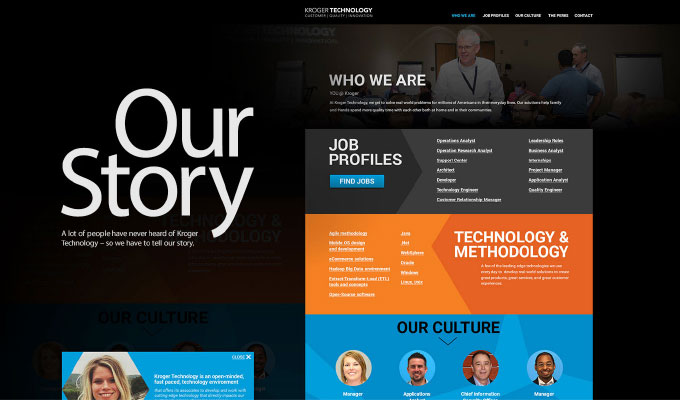 KROGER TECHNOLOGY
CUSTOMER | QUALITY | INNOVATION
WHO WE ARE
JOB PROFILES
OUR CULTURE
THE PERKS
CONTACT
Our
Story
A lot of people have never heard of Kroger
Technology – so we have to tell our story.
WHO WE ARE
YOU @ Kroger
At Kroger Technology, we get to solve real world problems for millions of Americans in their everyday lives. Our solutions help family
and friends spend more quality time with each other both at home and in their communities.
JOB
PROFILES
FIND JOBS
Operations Analyst
Operation Research Analyst
Support Center
Architect
Developer
Technology Engineer
Customer Relationship Manager
Leadership Roles
Business Analyst
Internships
Project Manager
Application Analyst
Quality Engineer
Agile methodology
Mobile OS design
and development
eCommerce solutions
Hadoop Big Data environment
Extract Transform Load (ETL)
tools and concepts
Open-Source software
Java
.Net
WebSphere
Oracle
Windows
Linux, Unix
TECHNOLOGY &
METHODOLOGY
A few of the leading edge technologies we use
every day to develop real world solutions to create
great products, great service, and great customer
experiences.
TECHNOLOGY &
METHODOLOGY
OUR CULTURE
OUR CULTURE
CLOSE
Kroger Technology is an open-minded,
fast paced, technology environment
that allows its associates to develop and work with
cutting edge technology that directly impacts our
Manager
Applications
Chief Information
Manager